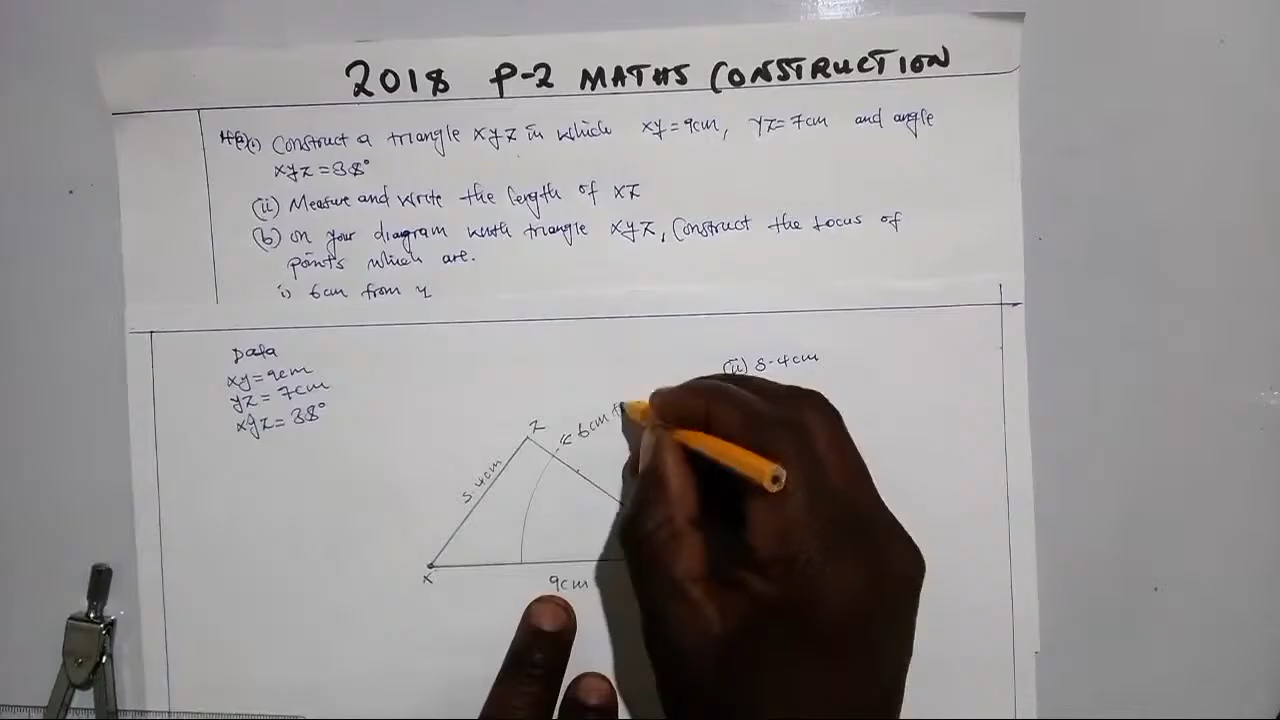 2018 P-2 MATHS CONSTRUCTION
Construct a triangle XYZ in which XY = 9cm, YZ = 7cm and angle
XYZ = 38°
(ii) Measure and write the length of XZ
(b) on your diagram with triangle XYZ, Construct the locus of
points which are.
i) 6cm from Y
Data
XY = 9cm
YZ = 7cm
XYZ = 38°
(ii) 5.4cm
Z
6cm
5.4cm
X
9cm